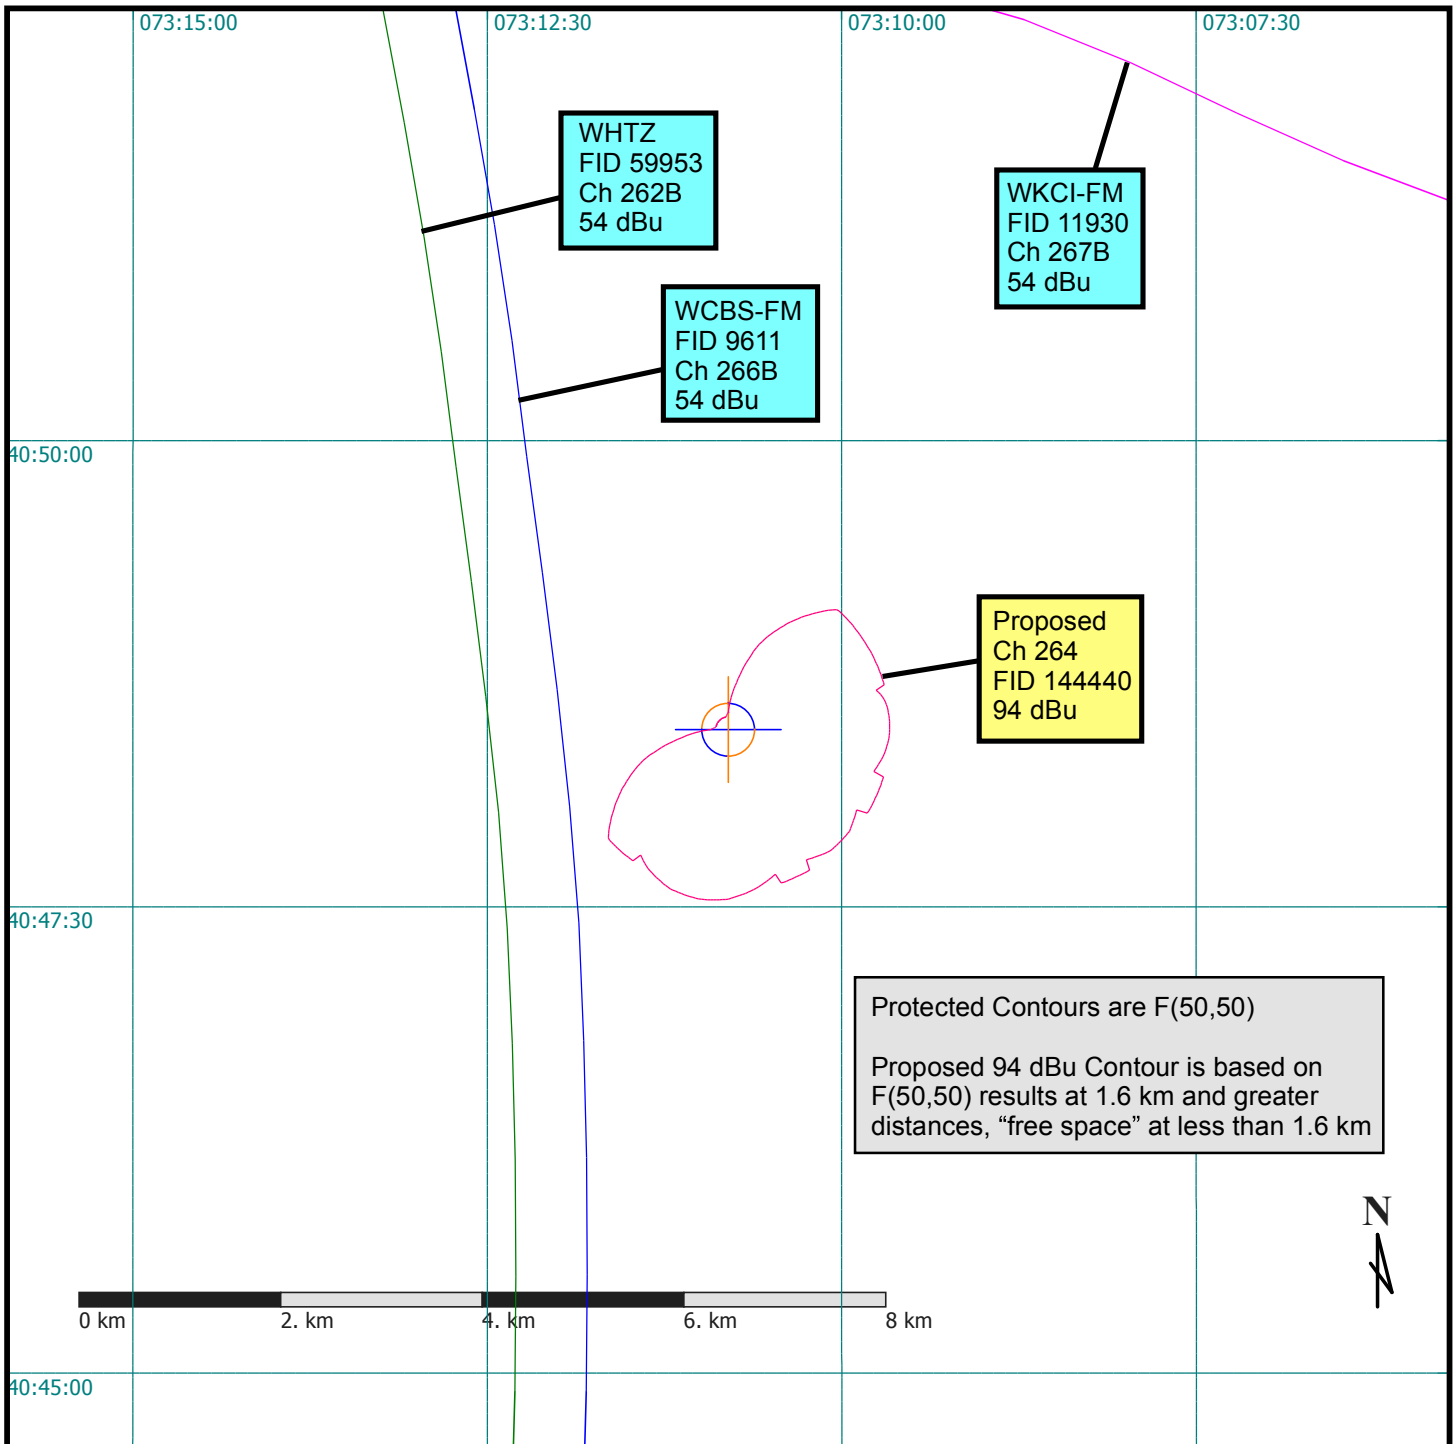 073:15:00
073:12:30
073:10:00
073:07:30
WHTZ
FID 59953
Ch 262B
54 dBu
WKCI-FM
FID 11930
Ch 267B
54 dBu
WCBS-FM
FID 9611
Ch 266B
54 dBu
40:50:00
Proposed
Ch 264
FID 144440
94 dBu
40:47:30
Protected Contours are F(50,50)
Proposed 94 dBu Contour is based on
F(50,50) results at 1.6 km and greater
distances, “free space” at less than 1.6 km
N
0 km
2. km
4. km
6. km
8 km
40:45:00